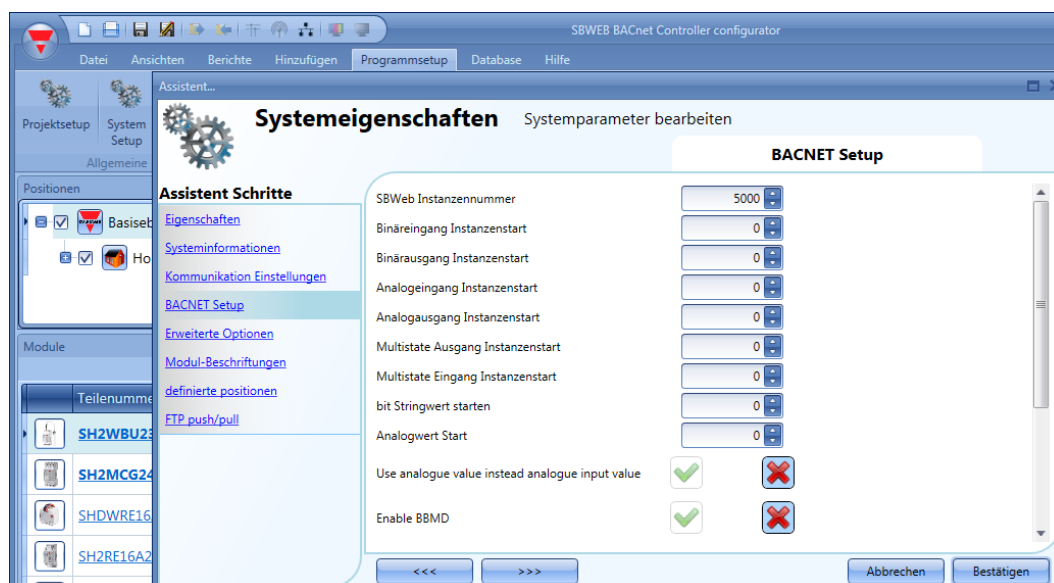 SBWEB BACnet Controller configurator
Datei Ansichten Berichte Hinzufügen Programmsetup Database Hilfe
Projektsetup
System Setup
Allgemeine
Assistent...
Systemeigenschaften Systemparameter bearbeiten
BACNET Setup
Positionen
Basiseb
Ho
Module
Teilenumme
SH2WBU23
SH2MCG24
SHDWRE16
SH2RE16A2
Assistent Schritte
Eigenschaften
Systeminformationen
Kommunikation Einstellungen
BACNET Setup
Erweiterte Optionen
Modul-Beschriftungen
definierte positionen
FTP push/pull
SBWeb Instanzennummer 5000
Binäreingang Instanzenstart 0
Binärausgang Instanzenstart 0
Analogeingang Instanzenstart 0
Analogausgang Instanzenstart 0
Multistate Ausgang Instanzenstart 0
Multistate Eingang Instanzenstart 0
bit Stringwert starten 0
Analogwert Start 0
Use analogue value instead analogue input value
Enable BBMD
<<< >>> Abbrechen Bestätigen